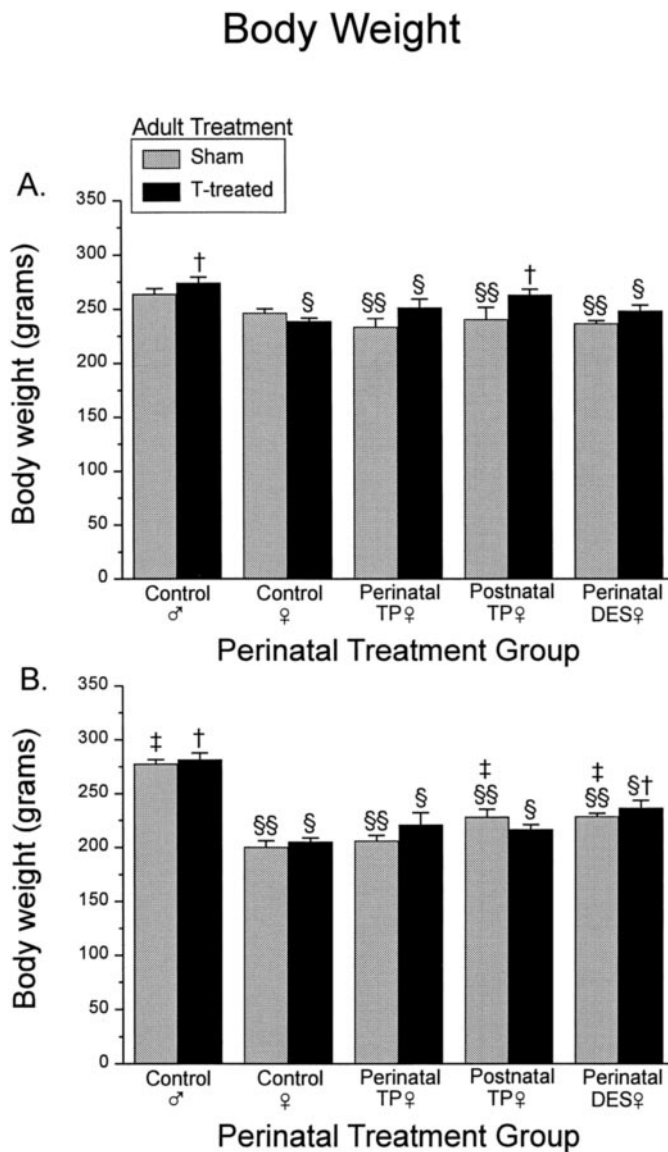 Body Weight
Adult Treatment
Sham
T-treated
A.
350
300
250
200
150
100
50
0
Body weight (grams)
†
§
§§
§
§§
†
§§
§
Control Control Perinatal Postnatal Perinatal
♂ ♀ TP♀ TP♀ DES♀
Perinatal Treatment Group
B.
350
300
250
200
150
100
50
0
Body weight (grams)
‡ † ‡ ‡
§§ § §§ § §§ § §§ §†
Control Control Perinatal Postnatal Perinatal
♂ ♀ TP♀ TP♀ DES♀
Perinatal Treatment Group